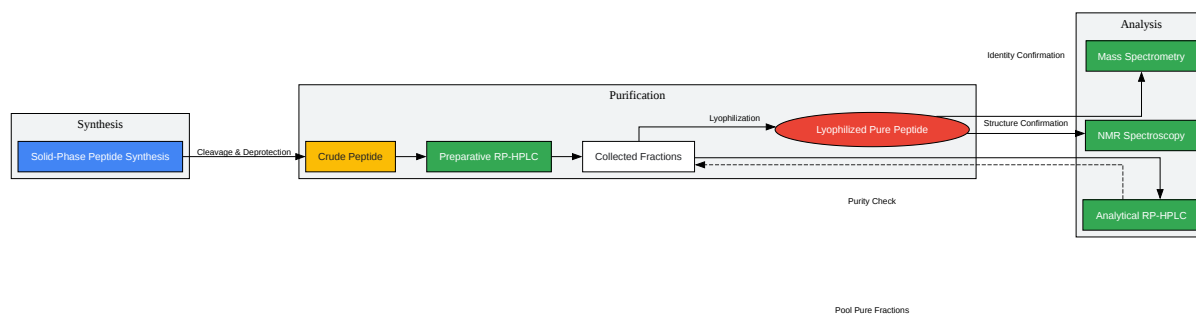 Analysis
Identity Confirmation
Mass Spectrometry
Purification
Synthesis
Lyophilization
Lyophilized Pure Peptide
Structure Confirmation
NMR Spectroscopy
Solid-Phase Peptide Synthesis
Cleavage & Deprotection
Crude Peptide
Preparative RP-HPLC
Collected Fractions
Purity Check
Analytical RP-HPLC
Pool Pure Fractions